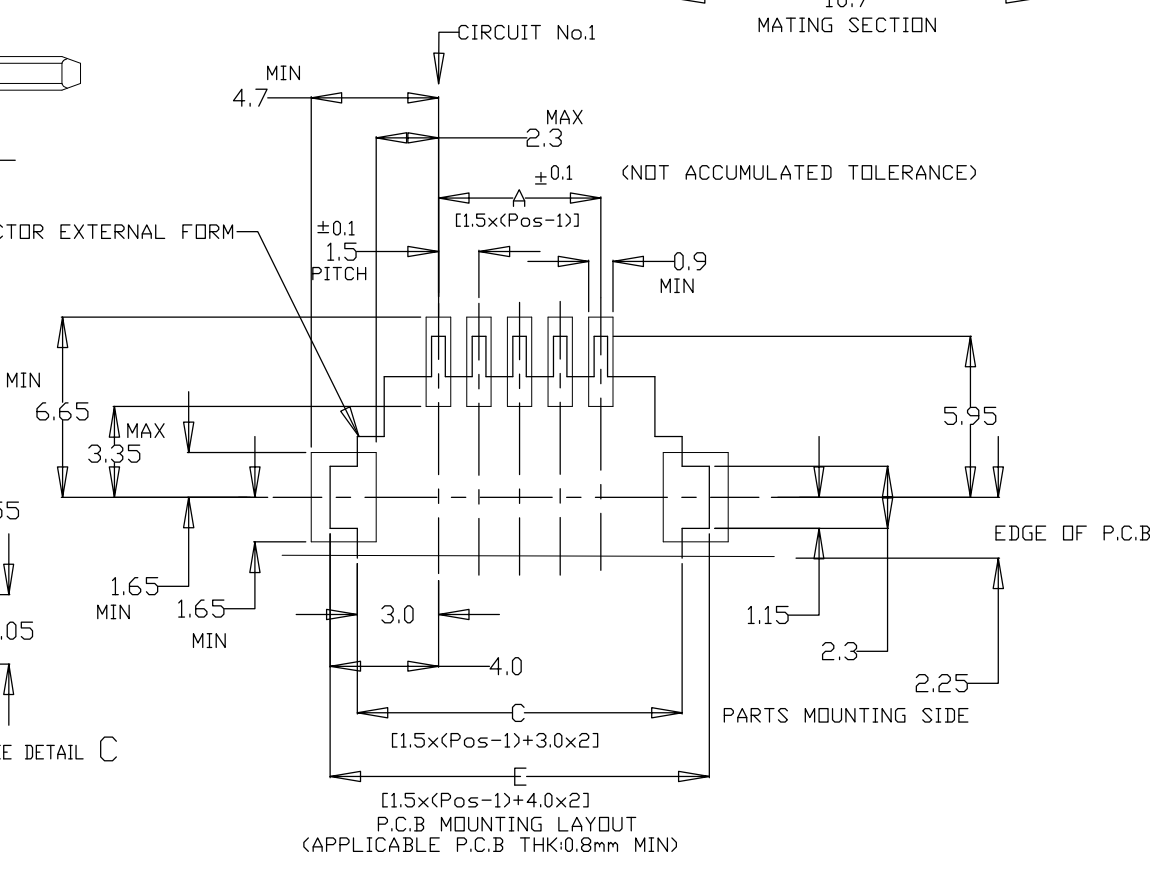 MATING SECTION
CIRCUIT No.1
MIN
4.7
MAX
2.3
±0.1
(NOT ACCUMULATED TOLERANCE)
A
[1.5x(Pos-1)]
EXTERNAL FORM
±0.1
1.5
PITCH
0.9
MIN
MIN
6.65
MAX
3.35
5.95
EDGE OF P.C.B
1.65
MIN
1.65
MIN
3.0
1.15
2.3
4.0
2.25
C
PARTS MOUNTING SIDE
[1.5x(Pos-1)+3.0x2]
DETAIL C
E
[1.5x(Pos-1)+4.0x2]
P.C.B MOUNTING LAYOUT
(APPLICABLE P.C.B THK:0.8mm MIN)